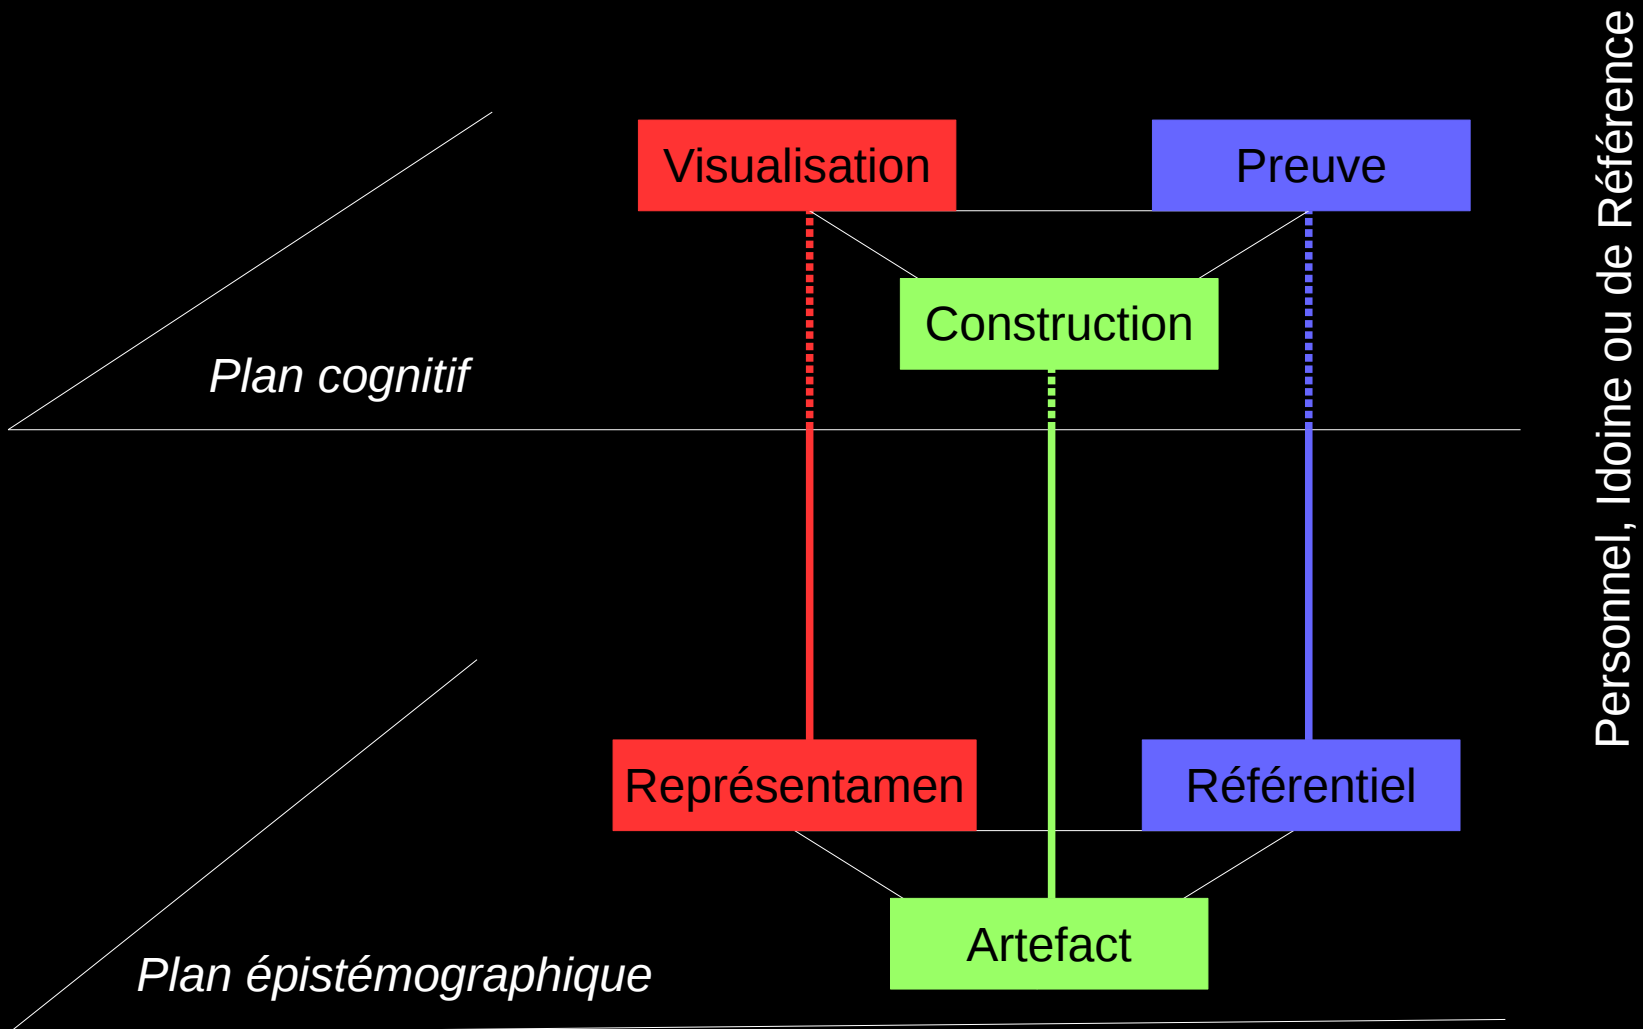 Visualisation
Preuve
Construction
Plan cognitif
Représentamen
Référentiel
Artefact
Plan épistémographique
Personnel, Idoine ou de Référence